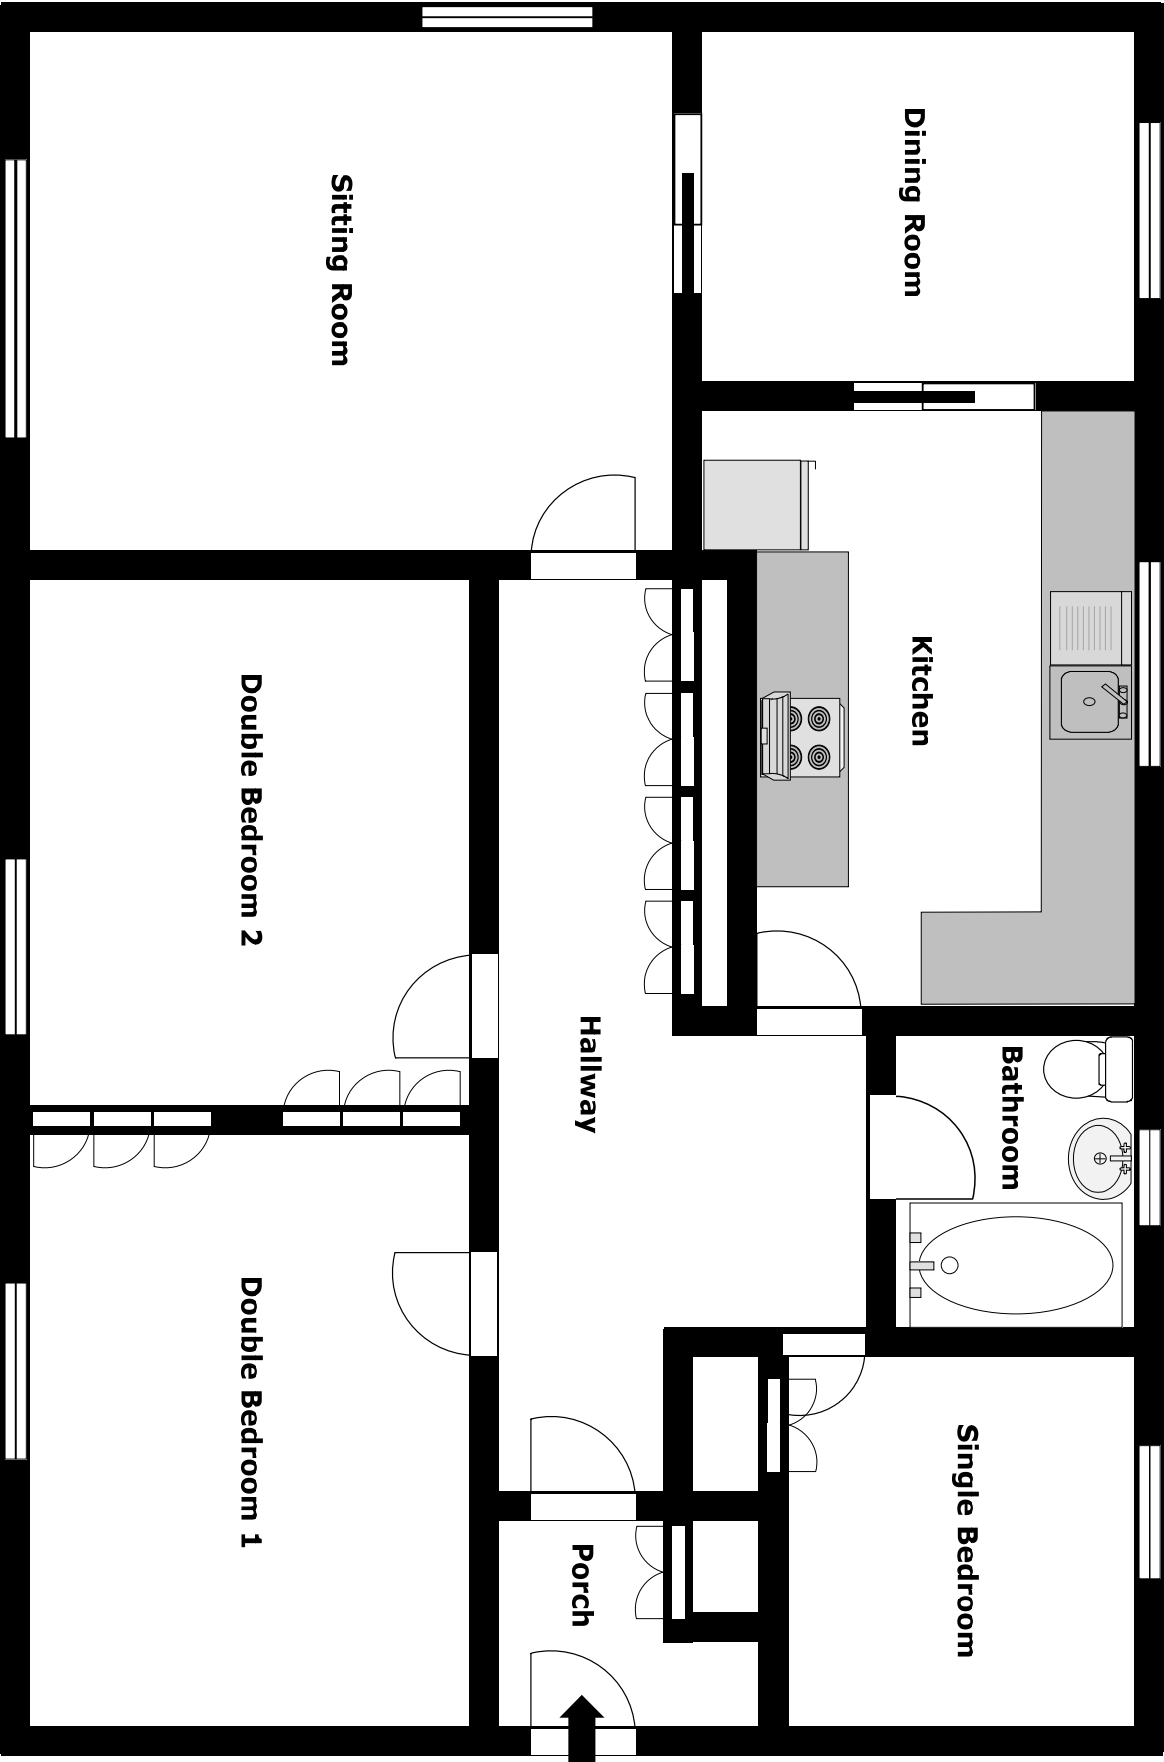 Dining Room
Sitting Room
Kitchen
Double Bedroom 2
Hallway
Bathroom
Double Bedroom 1
Single Bedroom
Porch